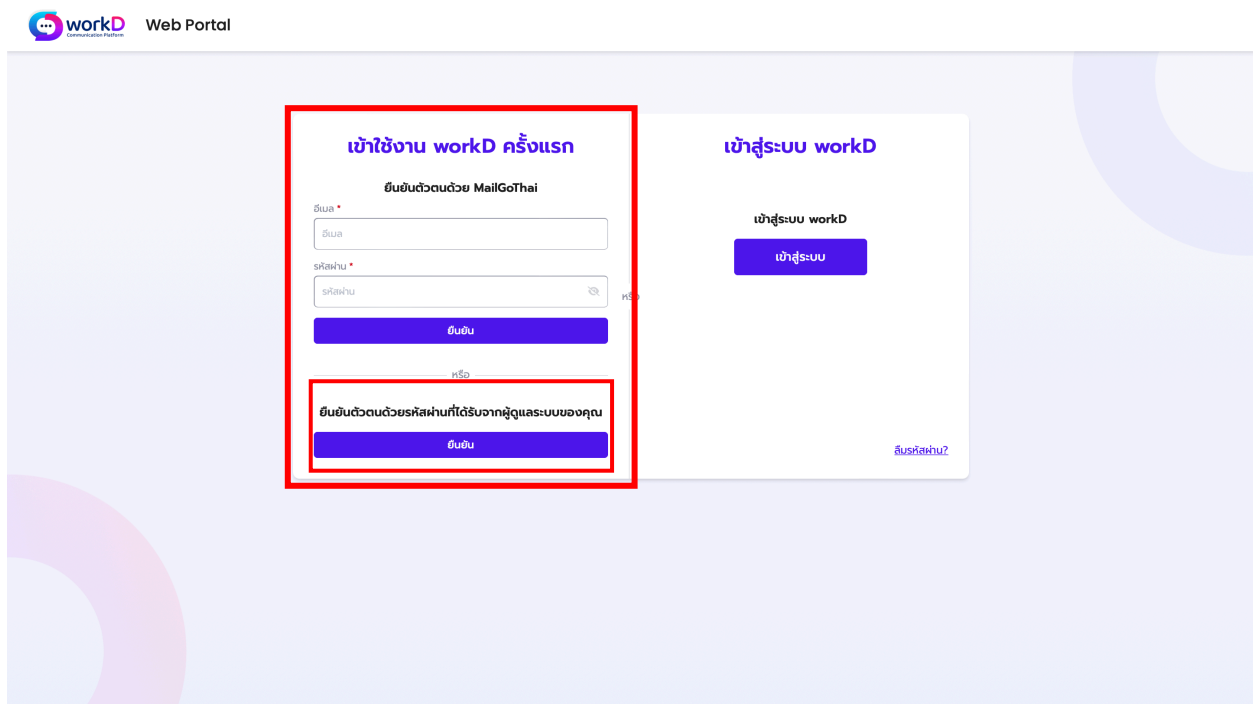 workD
Communication Platform
Web Portal
เข้าใช้งาน workD ครั้งแรก
ยืนยันตัวตนด้วย MailGoThai
อีเมล *
อีเมล
รหัสผ่าน *
รหัสผ่าน
ยืนยัน
หรือ
ยืนยันตัวตนด้วยรหัสผ่านที่ได้รับจากผู้ดูแลระบบของคุณ
ยืนยัน
หรือ
เข้าสู่ระบบ workD
เข้าสู่ระบบ workD
เข้าสู่ระบบ
ลืมรหัสผ่าน?